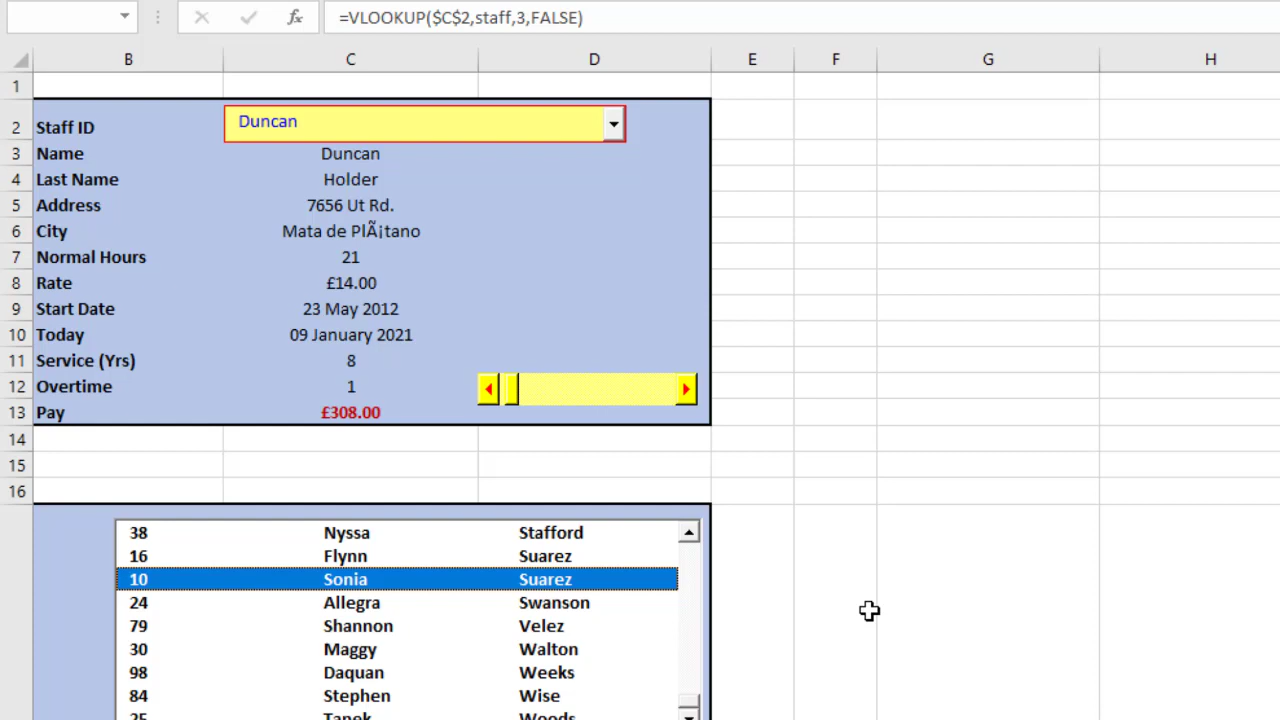 =VLOOKUP($C$2,staff,3,FALSE)
B C D E F G H
1
2 Staff ID Duncan
3 Name Duncan
4 Last Name Holder
5 Address 7656 Ut Rd.
6 City Mata de PlÃ¡tano
7 Normal Hours 21
8 Rate £14.00
9 Start Date 23 May 2012
10 Today 09 January 2021
11 Service (Yrs) 8
12 Overtime 1
13 Pay £308.00
14
15
16
38 Nyssa Stafford
16 Flynn Suarez
10 Sonia Suarez
24 Allegra Swanson
79 Shannon Velez
30 Maggy Walton
98 Daquan Weeks
84 Stephen Wise
25 Tanek Woods